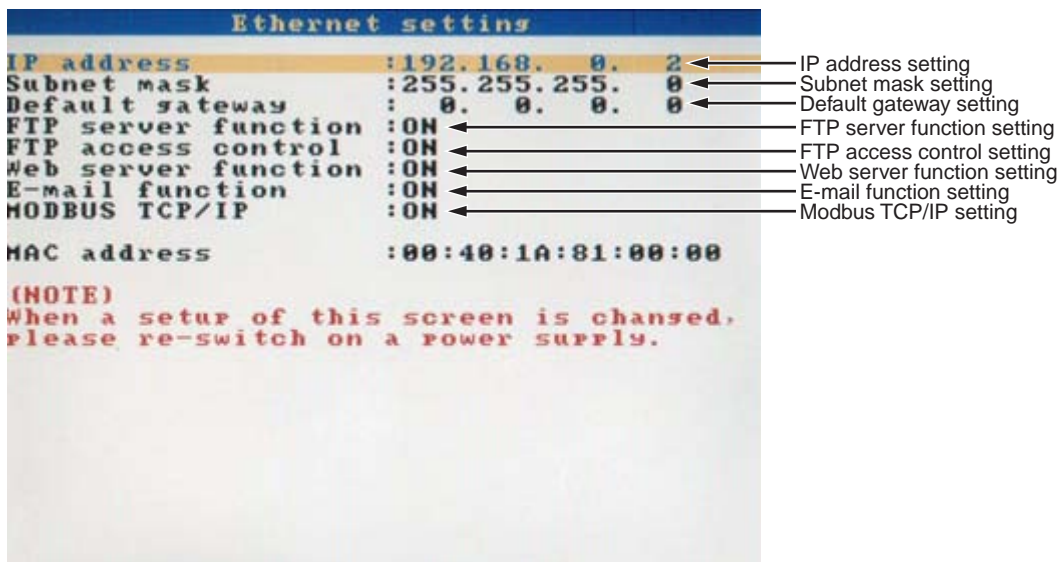 Ethernet setting
IP address :192.168. 0. 2
IP address setting
Subnet mask :255.255.255. 0
Subnet mask setting
Default gateway : 0. 0. 0. 0
Default gateway setting
FTP server function :ON
FTP server function setting
FTP access control :ON
FTP access control setting
Web server function :ON
Web server function setting
E-mail function :ON
E-mail function setting
MODBUS TCP/IP :ON
Modbus TCP/IP setting
MAC address :00:40:1A:81:00:00
(NOTE)
When a setup of this screen is changed,
please re-switch on a power supply.